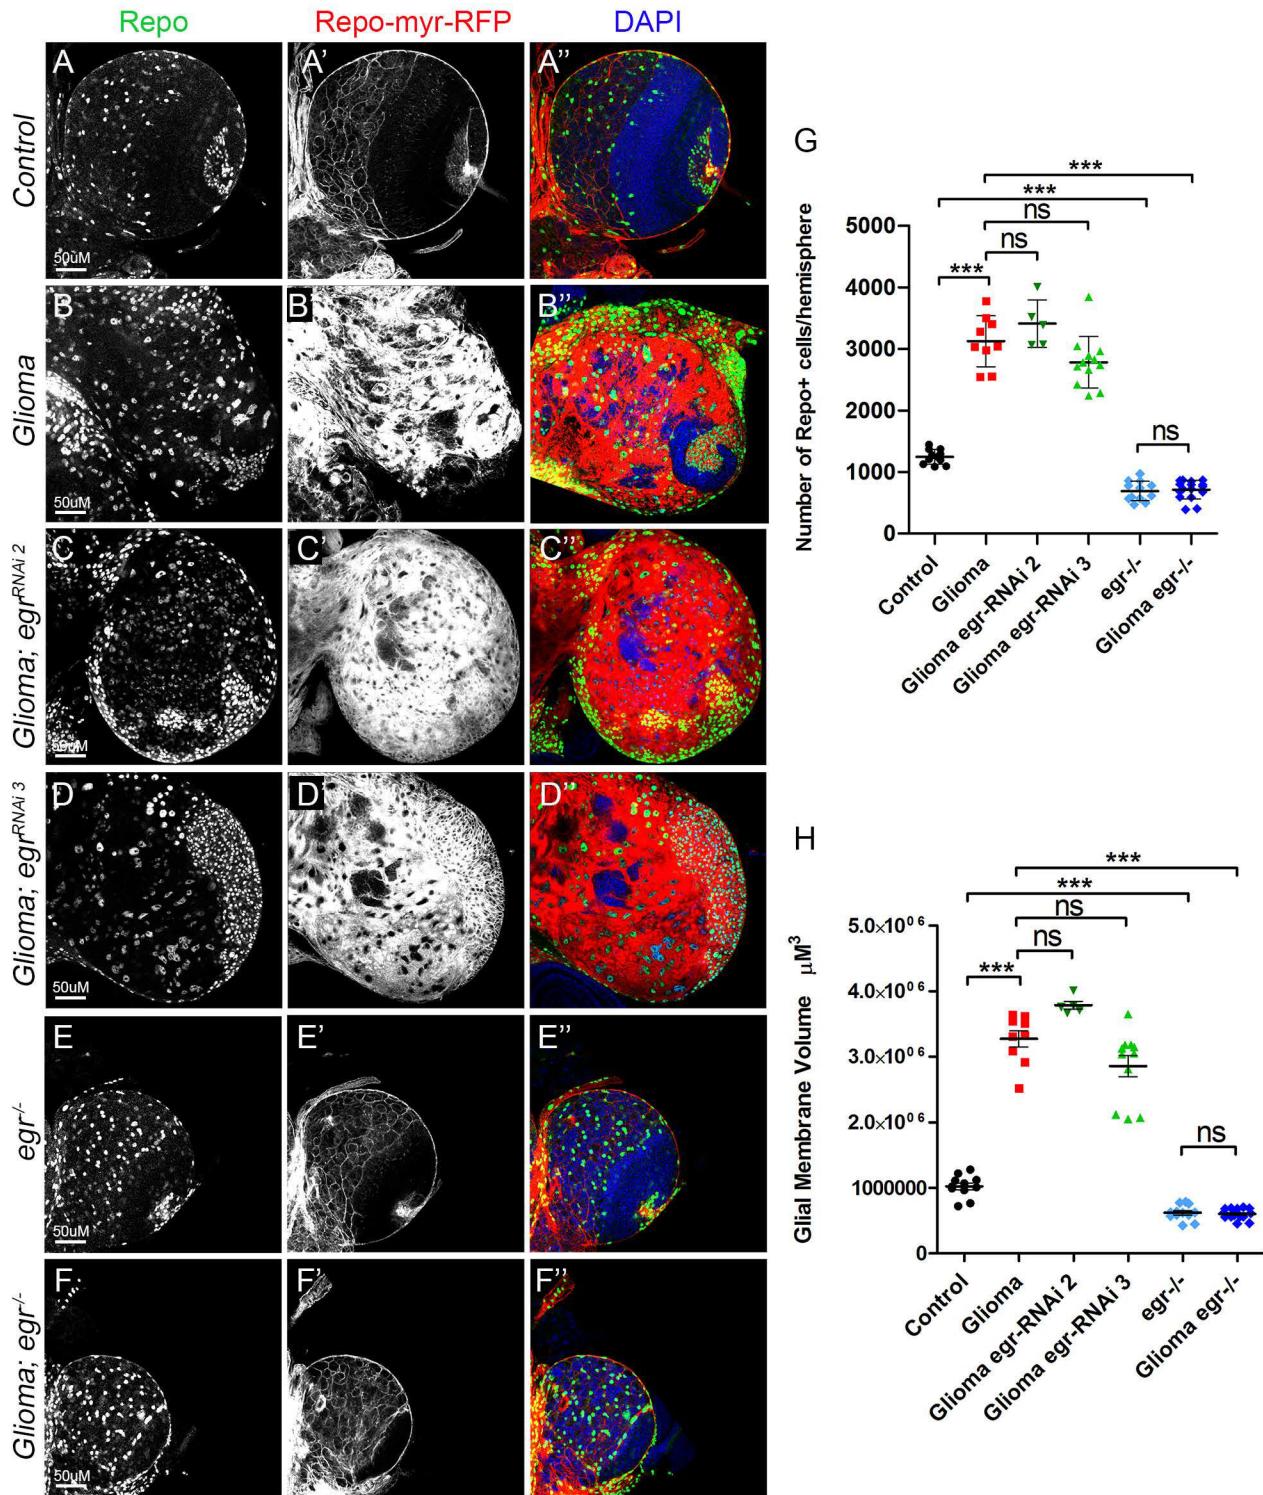 Repo
Repo-myr-RFP
DAPI
Control
A
A’
A’’
50uM
Glioma
B
B’
B’’
50uM
Glioma; egrRNAi 2
C
C’
C’’
50uM
Glioma; egrRNAi 3
D
D’
D’’
50uM
egr-/-
E
E’
E’’
50uM
Glioma; egr-/-
F
F’
F’’
50uM
G
***
***
ns
ns
***
ns
Number of Repo+ cells/hemisphere
5000
4000
3000
2000
1000
0
Control
Glioma
Glioma egr-RNAi 2
Glioma egr-RNAi 3
egr-/-
Glioma egr-/-
H
***
***
ns
ns
***
ns
Glial Membrane Volume μM3
5.0×10 0 6
4.0×10 0 6
3.0×10 0 6
2.0×10 0 6
1000000
0
Control
Glioma
Glioma egr-RNAi 2
Glioma egr-RNAi 3
egr-/-
Glioma egr-/-